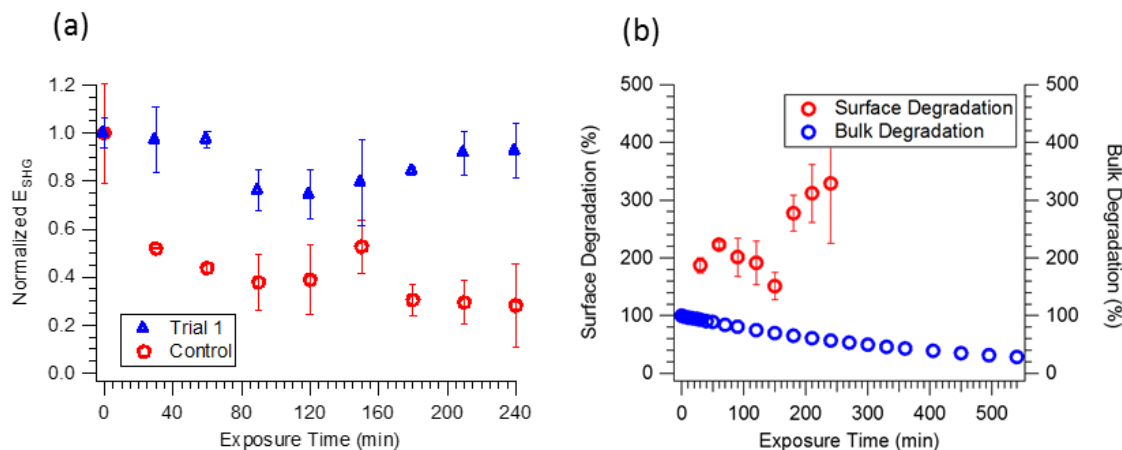 (a)
(b)
1.2
1.0
0.8
0.6
0.4
0.2
0.0
Normalized E_SHG
Trial 1
Control
0 40 80 120 160 200 240
Exposure Time (min)
500
400
300
200
100
0
Surface Degradation (%)
Surface Degradation
Bulk Degradation
500
400
300
200
100
0
Bulk Degradation (%)
0 100 200 300 400 500
Exposure Time (min)